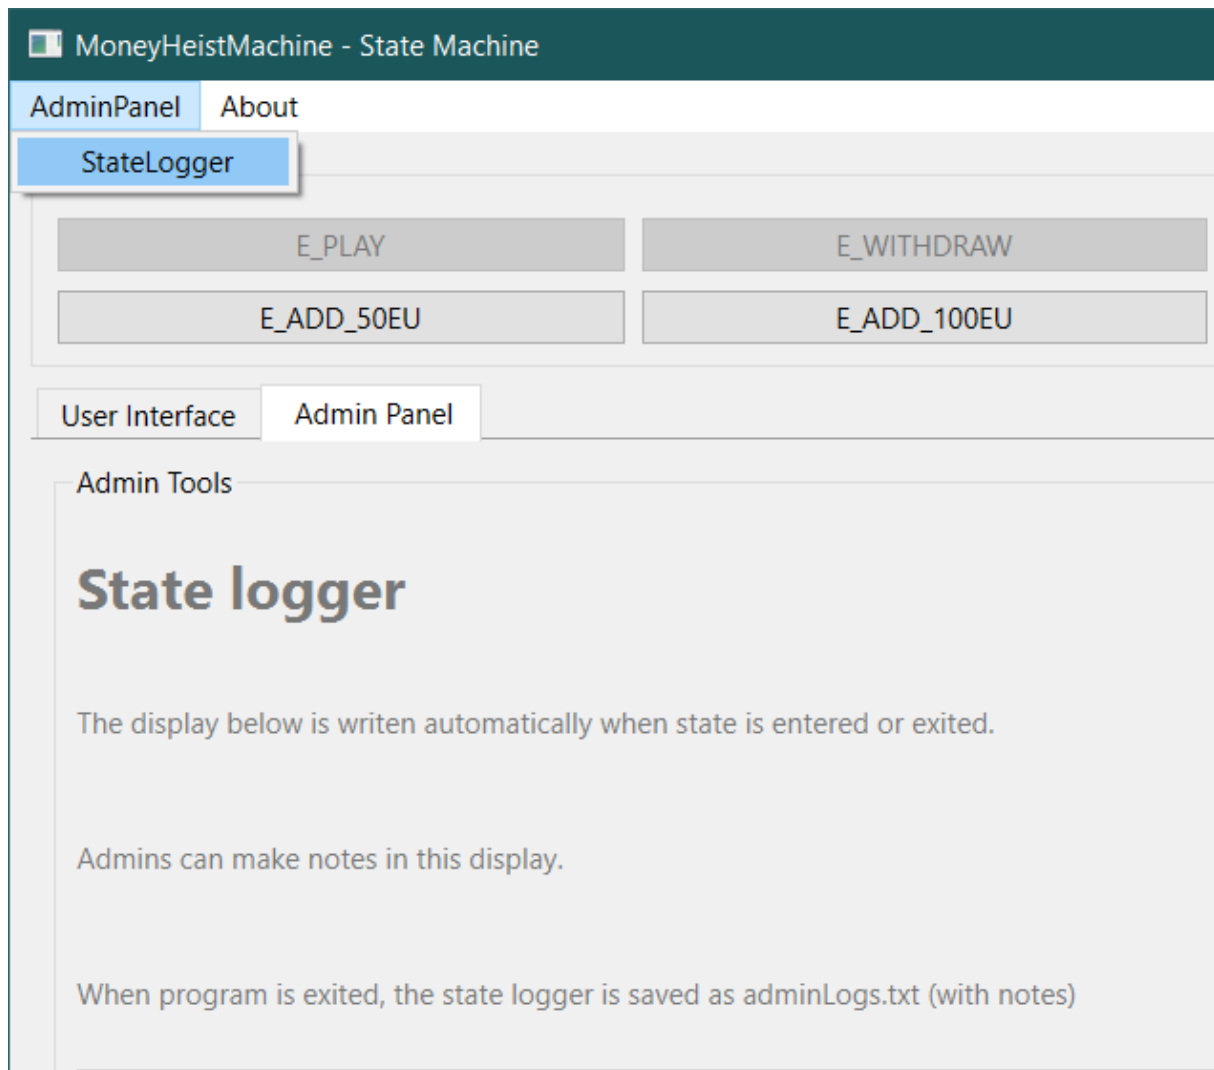 MoneyHeistMachine - State Machine
AdminPanel About
StateLogger
E_PLAY E_WITHDRAW
E_ADD_50EU E_ADD_100EU
User Interface Admin Panel
Admin Tools
State logger
The display below is writen automatically when state is entered or exited.
Admins can make notes in this display.
When program is exited, the state logger is saved as adminLogs.txt (with notes)